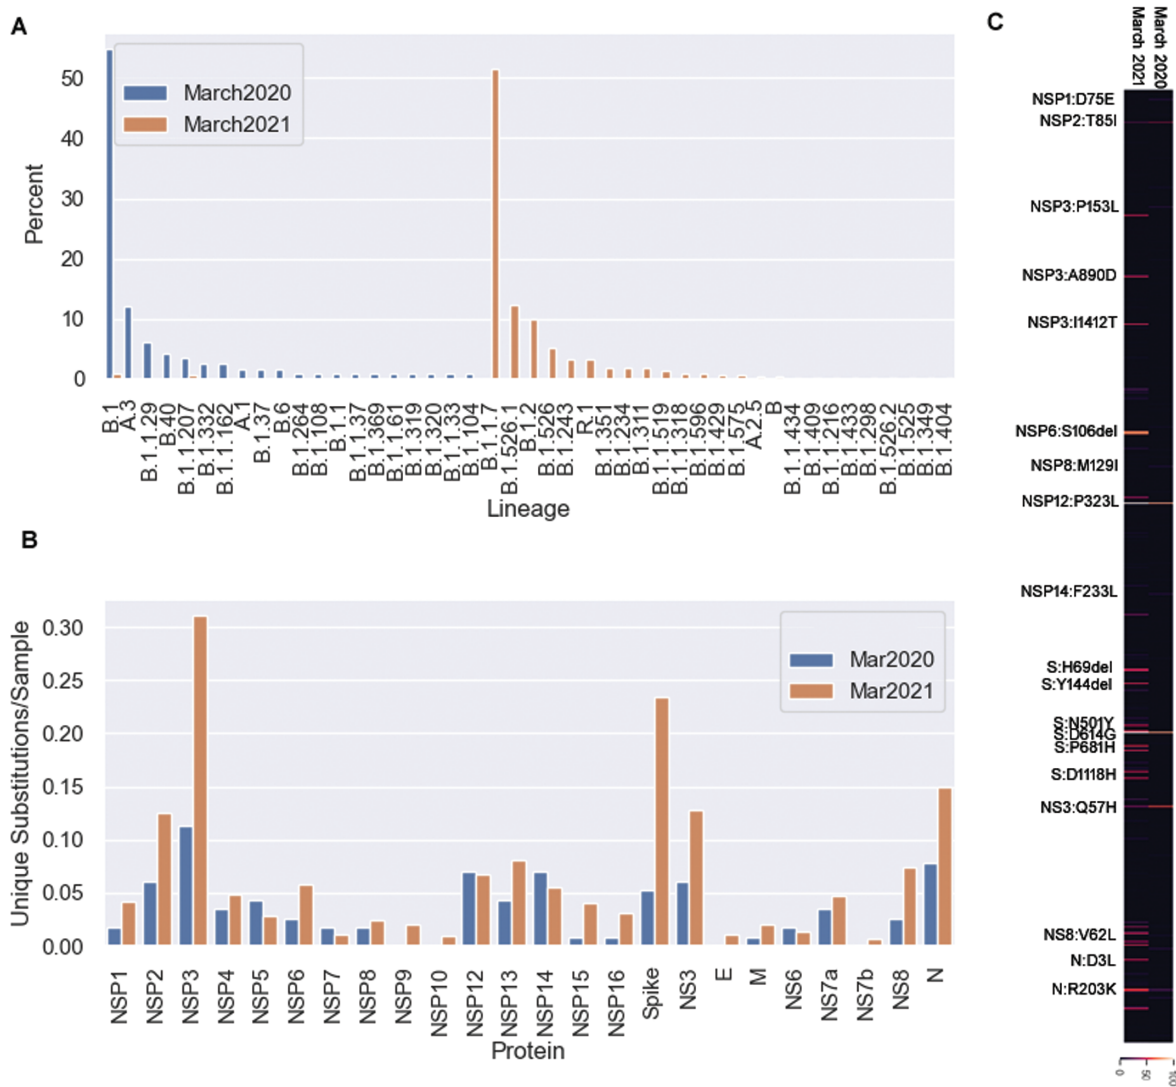 A
Percent
50
40
30
20
10
0
March2020
March2021
B.1
A.3
B.1.1.29
B.40
B.1.1.207
B.1.332
B.1.1.162
A.1
B.1.37
B.6
B.1.264
B.1.108
B.1.1
B.1.1.37
B.1.369
B.1.1.61
B.1.319
B.1.320
B.1.1.33
B.1.104
B.1.1.7
B.1.526.1
B.1.2
B.1.526
B.1.243
R.1
B.1.351
B.1.234
B.1.311
B.1.1.519
B.1.1.318
B.1.596
B.1.429
B.1.575
A.2.5
B
B.1.1.434
B.1.409
B.1.1.216
B.1.433
B.1.298
B.1.526.2
B.1.525
B.1.349
B.1.404
Lineage
B
Unique Substitutions/Sample
0.30
0.25
0.20
0.15
0.10
0.05
0.00
Mar2020
Mar2021
NSP1
NSP2
NSP3
NSP4
NSP5
NSP6
NSP7
NSP8
NSP9
NSP10
NSP12
NSP13
NSP14
NSP15
NSP16
Spike
NS3
E
M
NS6
NS7a
NS7b
NS8
N
Protein
C
March 2021
March 2020
NSP1:D75E
NSP2:T85I
NSP3:P153L
NSP3:A890D
NSP3:I1412T
NSP6:S106del
NSP8:M129I
NSP12:P323L
NSP14:F233L
S:H69del
S:Y144del
S:N501Y
S:D614G
S:P681H
S:D1118H
NS3:Q57H
NS8:V62L
N:D3L
N:R203K
0
50